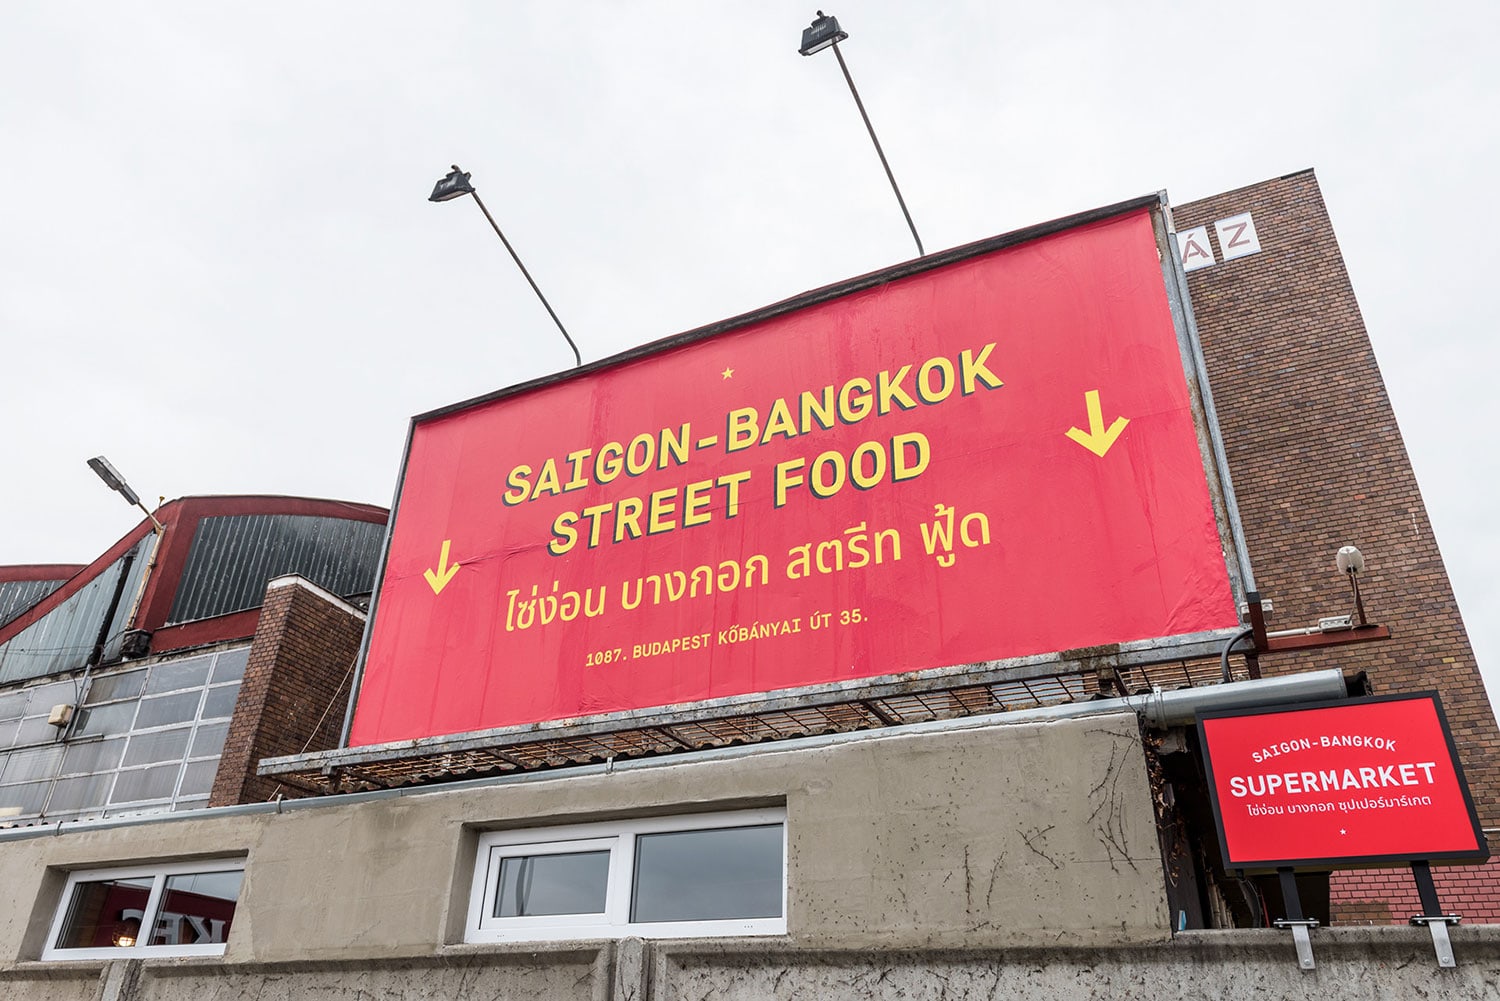 ÁZ
SAIGON-BANGKOK
STREET FOOD
ไซ่ง่อน บางกอก สตรีท ฟู้ด
1087. BUDAPEST KŐBÁNYAI ÚT 35.
SAIGON-BANGKOK
SUPERMARKET
ไซ่ง่อน บางกอก ซุปเปอร์มาร์เกต
KFC